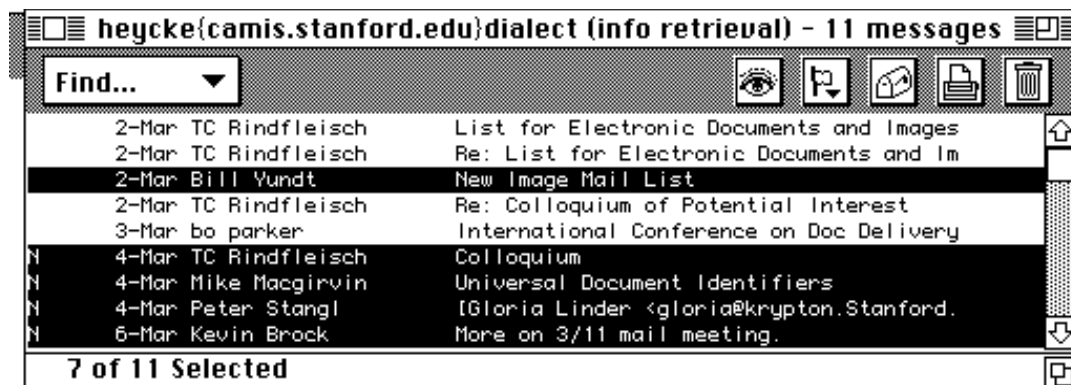 heycke{camis.stanford.edu}dialect (info retrieval) – 11 messages
Find...
2-Mar TC Rindfleisch List for Electronic Documents and Images
2-Mar TC Rindfleisch Re: List for Electronic Documents and Im
2-Mar Bill Yundt New Image Mail List
2-Mar TC Rindfleisch Re: Colloquium of Potential Interest
3-Mar bo parker International Conference on Doc Delivery
N 4-Mar TC Rindfleisch Colloquium
N 4-Mar Mike Macgirvin Universal Document Identifiers
N 4-Mar Peter Stangl [Gloria Linder <gloria@krypton.Stanford.
N 6-Mar Kevin Brock More on 3/11 mail meeting.
7 of 11 Selected